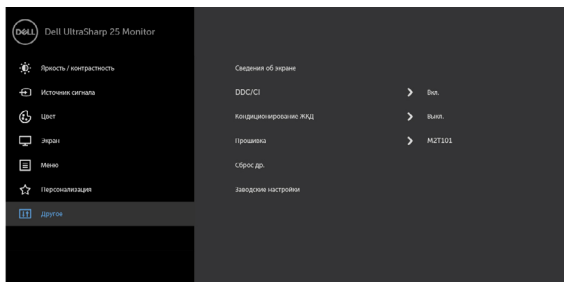 DELL
Dell UltraSharp 25 Monitor
Яркость / контрастность
Источник сигнала
Цвет
Экран
Меню
Персонализация
Другое
Сведения об экране
DDC/CI Вкл.
Кондиционирование ЖКД Выкл.
Прошивка M2T101
Сброс др.
Заводские настройки